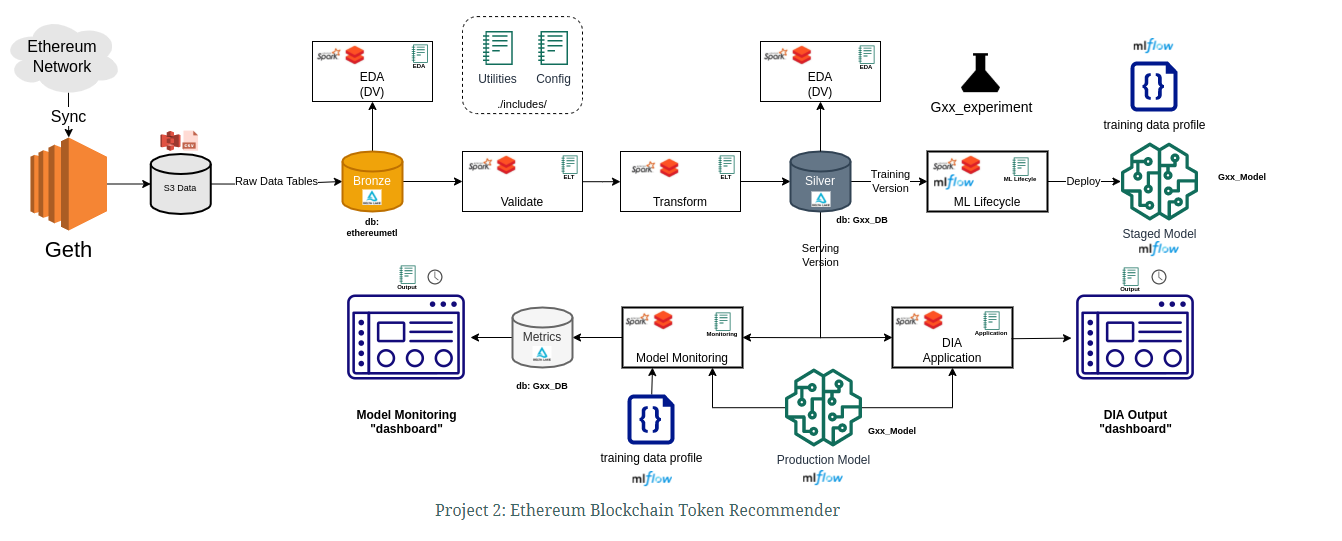 Ethereum
Network
Sync
Geth
CSV
S3 Data
Raw Data Tables
Spark
EDA
EDA
(DV)
Bronze
DELTA LAKE
db:
ethereumetl
Utilities
Config
./includes/
Spark
ELT
Validate
Spark
ELT
Transform
Spark
EDA
EDA
(DV)
Silver
DELTA LAKE
db: Gxx_DB
Training
Version
Serving
Version
Gxx_experiment
Spark
mlflow
ML Lifecyle
ML Lifecycle
Deploy
mlflow
training data profile
Gxx_Model
Staged Model
mlflow
Output
Model Monitoring
"dashboard"
Metrics
DELTA LAKE
db: Gxx_DB
Spark
Monitoring
Model Monitoring
training data profile
mlflow
Gxx_Model
Production Model
mlflow
Spark
Application
DIA
Application
Output
DIA Output
"dashboard"
Project 2: Ethereum Blockchain Token Recommender